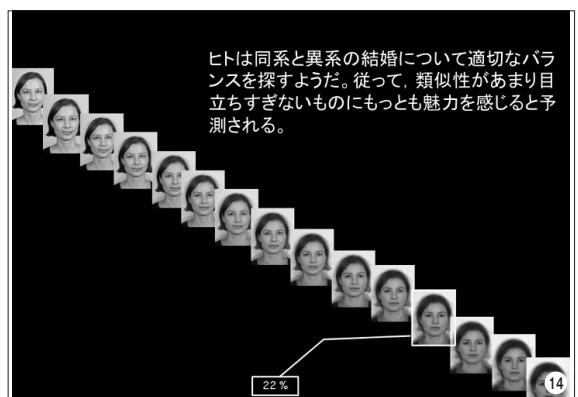 ヒトは同系と異系の結婚について適切なバラ
ンスを探すようだ。従って，類似性があまり目
立ちすぎないものにもっとも魅力を感じると予
測される。
22 %
14